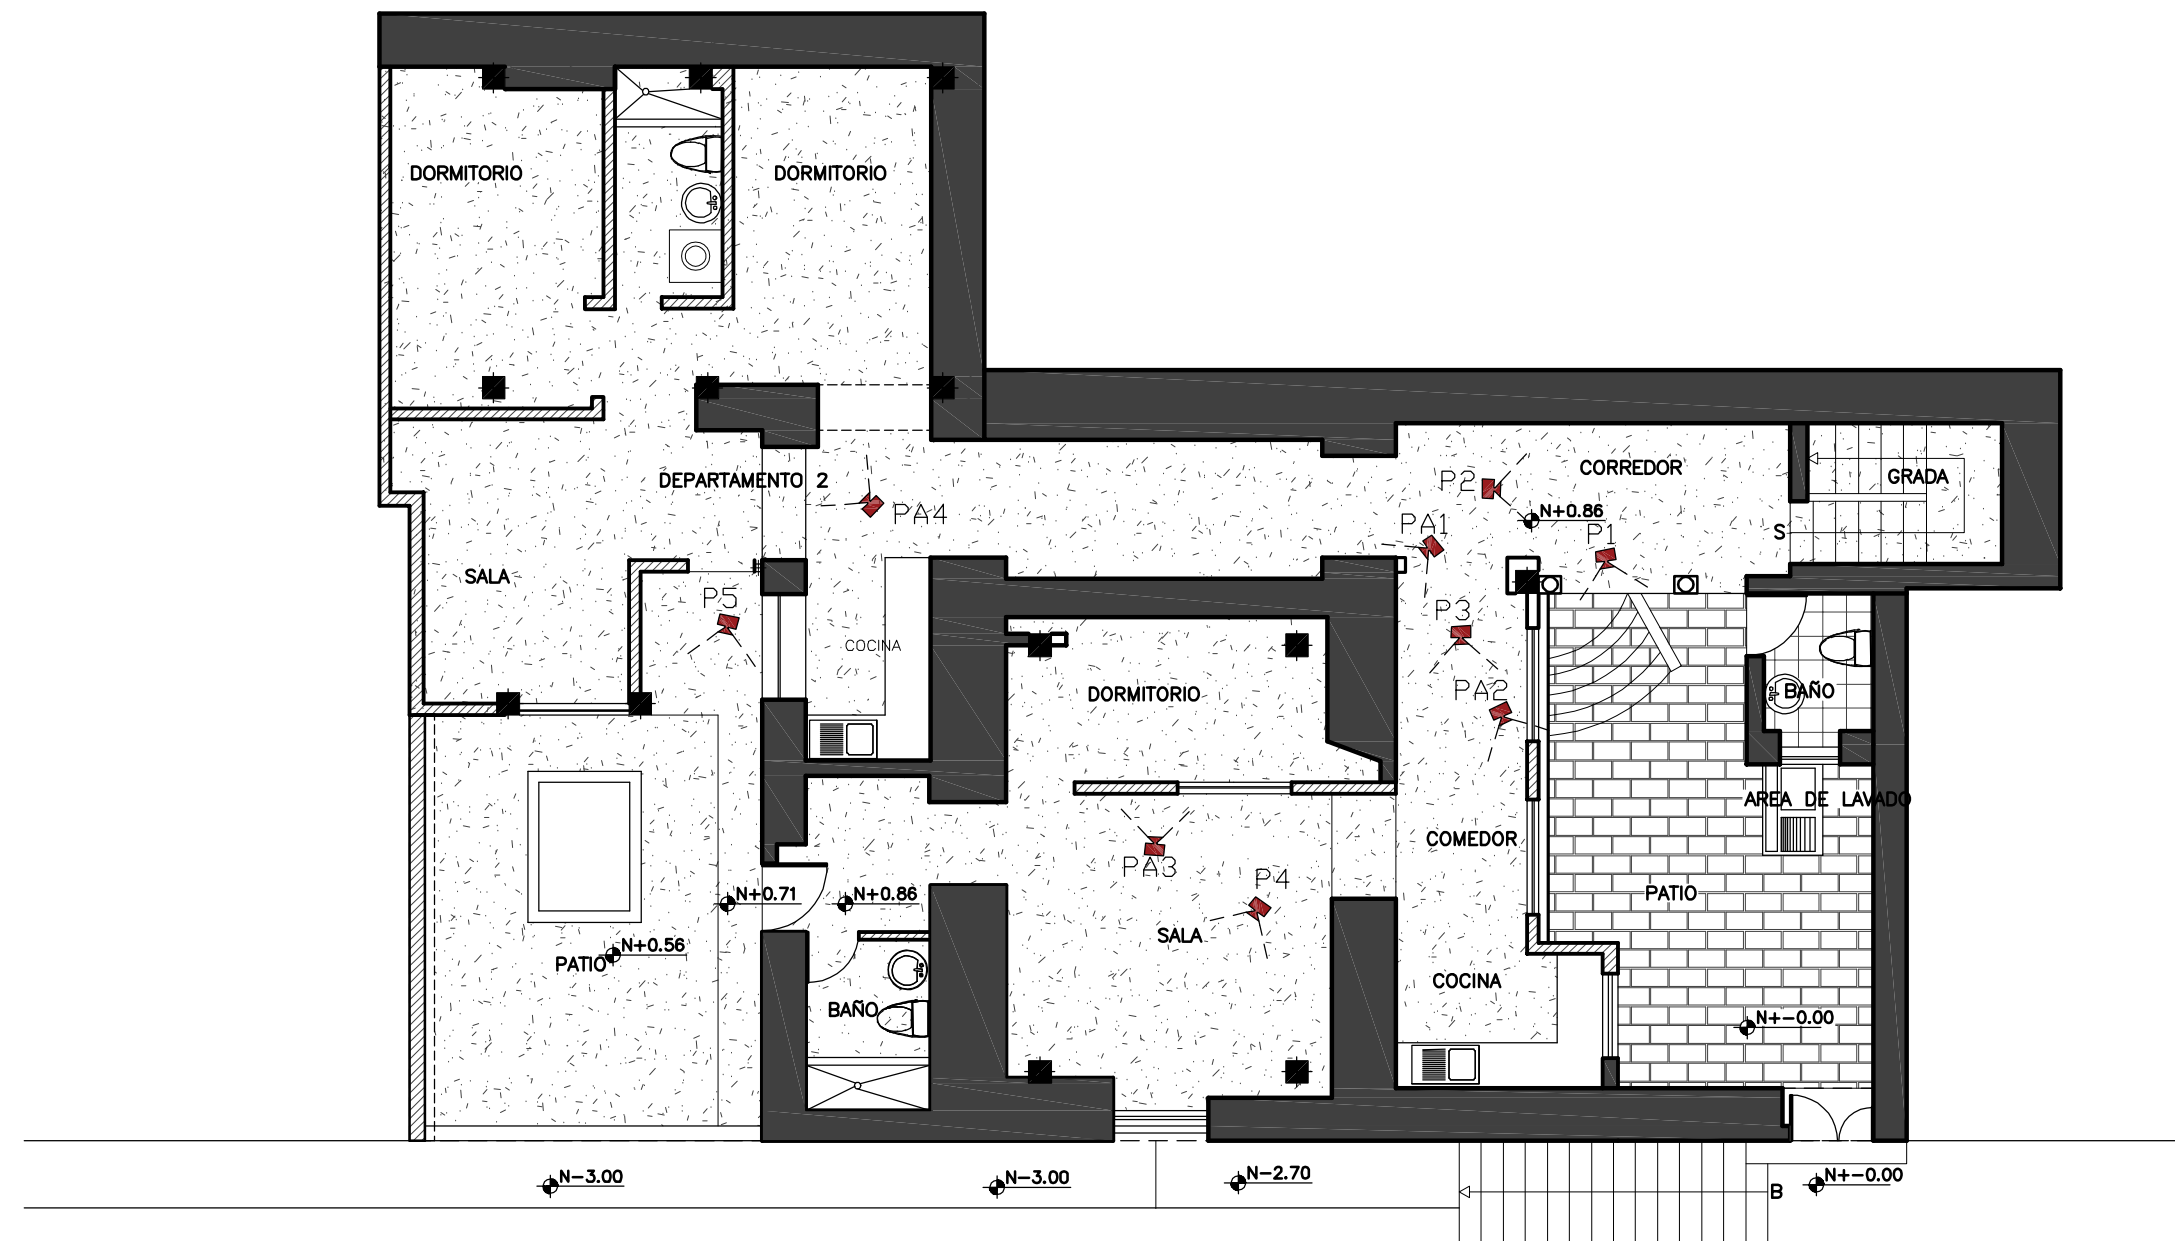 DORMITORIO
DORMITORIO
DEPARTAMENTO 2
PA4
P2
CORREDOR
GRADA
N+0.86
PA1
P1
S
SALA
P5
P3
COCINA
DORMITORIO
PA2
BAÑO
AREA DE LAVADO
COMEDOR
PA3
P4
PATIO
N+0.71
N+0.86
SALA
N+0.56
PATIO
COCINA
BAÑO
N+-0.00
N-3.00
N-3.00
N-2.70
B
N+-0.00